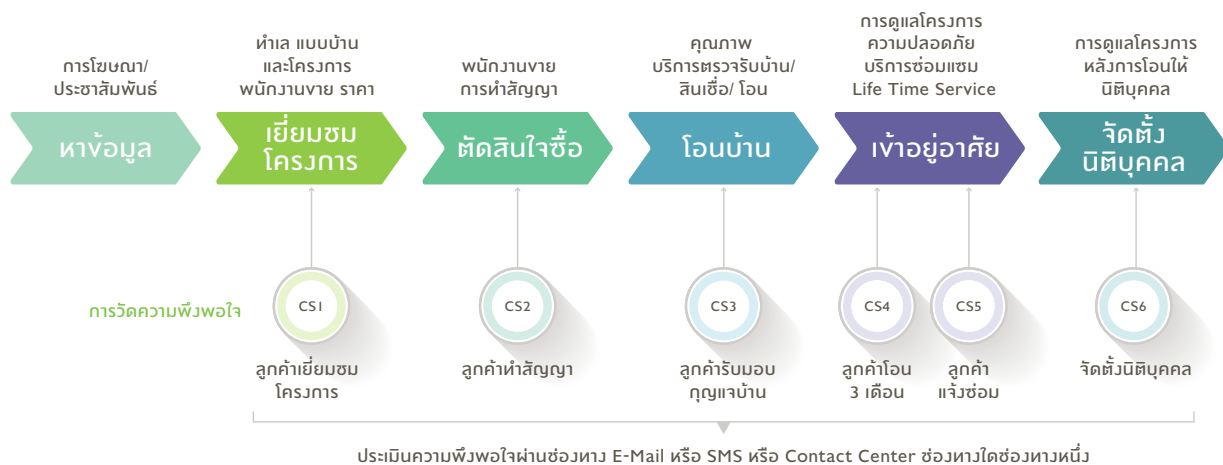 การโฆษณา/
ประชาสัมพันธ์
ทำเล แบบบ้าน
และโครงการ
พนักงานขาย ราคา
พนักงานขาย
การทำสัญญา
คุณภาพ
บริการตรวจรับบ้าน/
สินเชื่อ/ โอน
การดูแลโครงการ
ความปลอดภัย
บริการซ่อมแซม
Life Time Service
การดูแลโครงการ
หลังการโอนให้
นิติบุคคล
หาข้อมูล
เยี่ยมชม
โครงการ
ตัดสินใจซื้อ
โอนบ้าน
เข้าอยู่อาศัย
จัดตั้ง
นิติบุคคล
การวัดความพึงพอใจ
CS1
CS2
CS3
CS4
CS5
CS6
ลูกค้าเยี่ยมชม
โครงการ
ลูกค้าทำสัญญา
ลูกค้ารับมอบ
กุญแจบ้าน
ลูกค้าโอน
3 เดือน
ลูกค้า
แจ้งซ่อม
จัดตั้งนิติบุคคล
ประเมินความพึงพอใจผ่านช่องทาง E-Mail หรือ SMS หรือ Contact Center ช่องทางใดช่องทางหนึ่ง